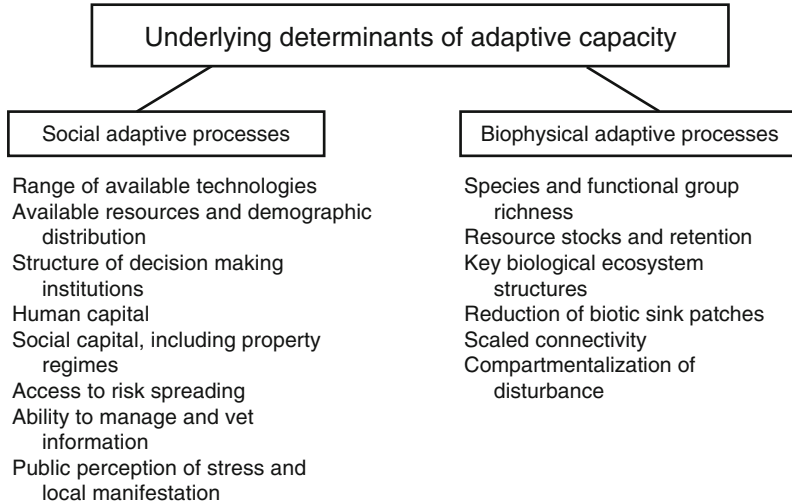 Underlying determinants of adaptive capacity
Social adaptive processes
Range of available technologies
Available resources and demographic
distribution
Structure of decision making
institutions
Human capital
Social capital, including property
regimes
Access to risk spreading
Ability to manage and vet
information
Public perception of stress and
local manifestation
Biophysical adaptive processes
Species and functional group
richness
Resource stocks and retention
Key biological ecosystem
structures
Reduction of biotic sink patches
Scaled connectivity
Compartmentalization of
disturbance